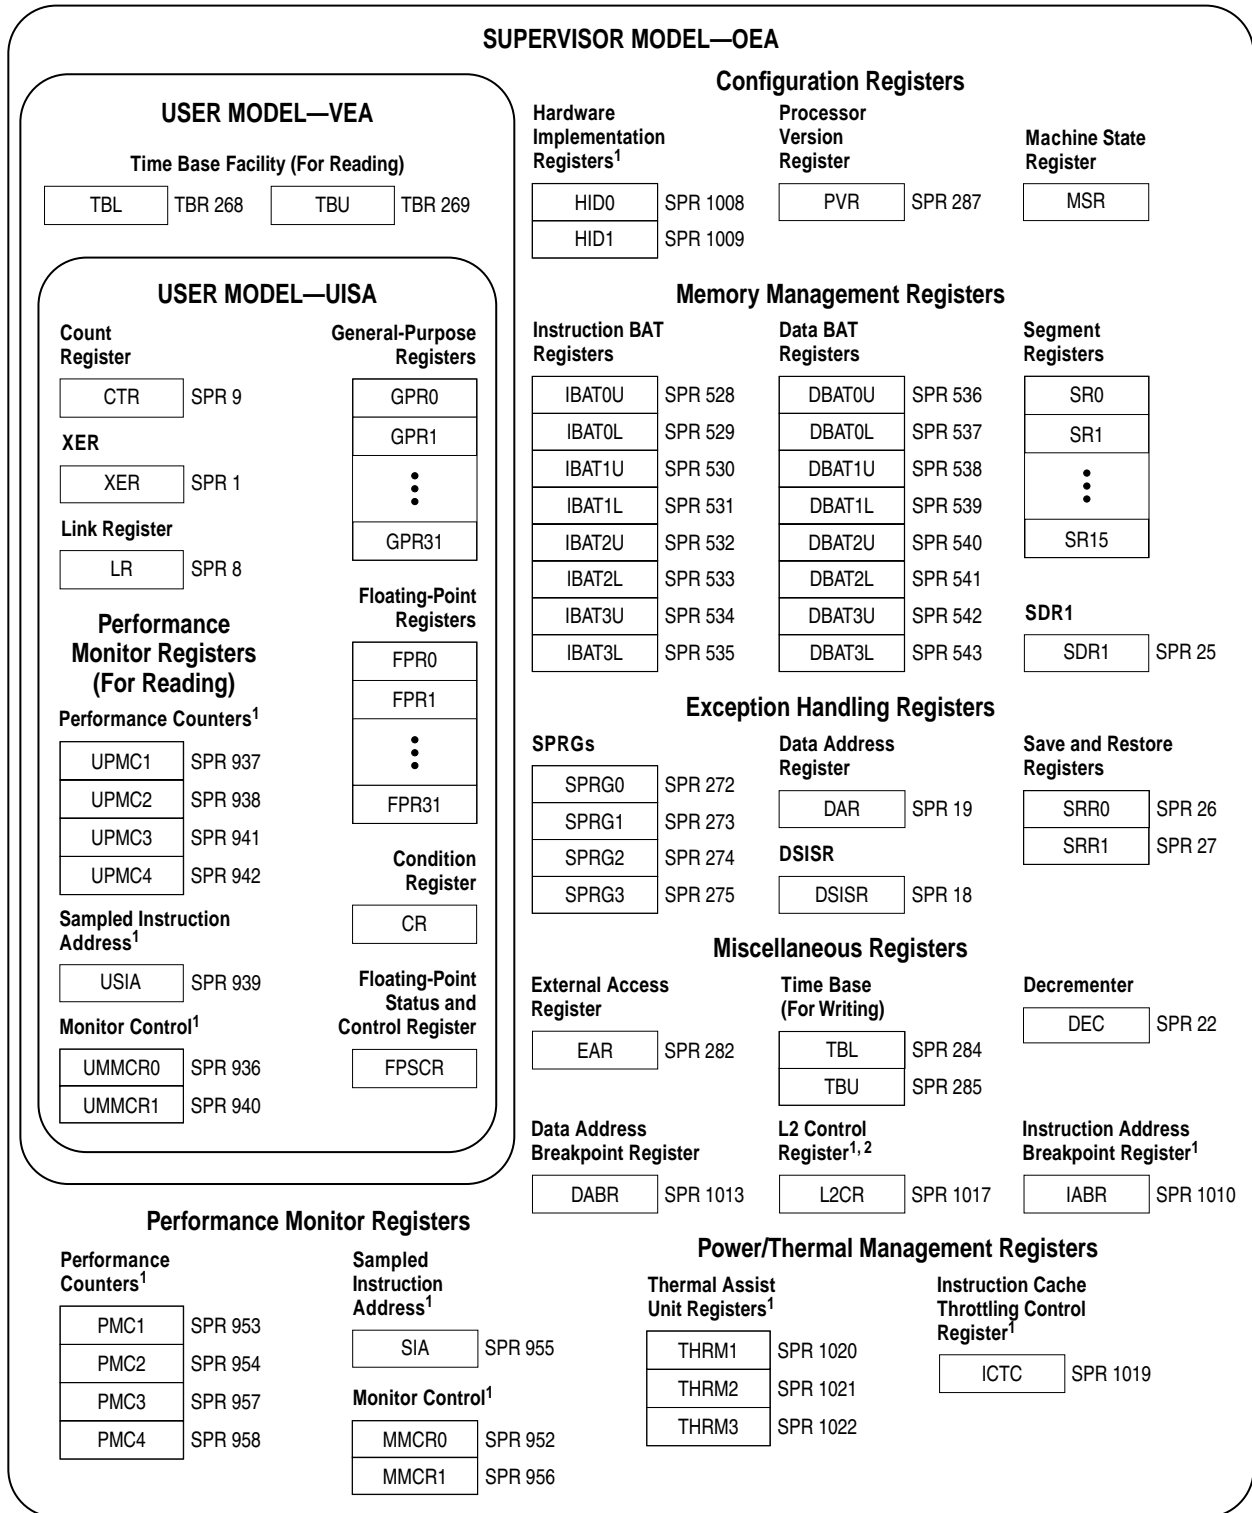 SUPERVISOR MODEL—OEA
USER MODEL—VEA
Time Base Facility (For Reading)
TBL TBR 268 TBU TBR 269
USER MODEL—UISA
Count
Register
CTR SPR 9
XER
XER SPR 1
Link Register
LR SPR 8
Performance
Monitor Registers
(For Reading)
Performance Counters1
UPMC1 SPR 937
UPMC2 SPR 938
UPMC3 SPR 941
UPMC4 SPR 942
Sampled Instruction
Address1
USIA SPR 939
Monitor Control1
UMMCR0 SPR 936
UMMCR1 SPR 940
General-Purpose
Registers
GPR0
GPR1
GPR31
Floating-Point
Registers
FPR0
FPR1
FPR31
Condition
Register
CR
Floating-Point
Status and
Control Register
FPSCR
Configuration Registers
Hardware
Implementation
Registers1
HID0 SPR 1008
HID1 SPR 1009
Processor
Version
Register
PVR SPR 287
Machine State
Register
MSR
Memory Management Registers
Instruction BAT
Registers
IBAT0U SPR 528
IBAT0L SPR 529
IBAT1U SPR 530
IBAT1L SPR 531
IBAT2U SPR 532
IBAT2L SPR 533
IBAT3U SPR 534
IBAT3L SPR 535
Data BAT
Registers
DBAT0U SPR 536
DBAT0L SPR 537
DBAT1U SPR 538
DBAT1L SPR 539
DBAT2U SPR 540
DBAT2L SPR 541
DBAT3U SPR 542
DBAT3L SPR 543
Segment
Registers
SR0
SR1
SR15
SDR1
SDR1 SPR 25
Exception Handling Registers
SPRGs
SPRG0 SPR 272
SPRG1 SPR 273
SPRG2 SPR 274
SPRG3 SPR 275
Data Address
Register
DAR SPR 19
DSISR
DSISR SPR 18
Save and Restore
Registers
SRR0 SPR 26
SRR1 SPR 27
Miscellaneous Registers
External Access
Register
EAR SPR 282
Time Base
(For Writing)
TBL SPR 284
TBU SPR 285
Decrementer
DEC SPR 22
Data Address
Breakpoint Register
DABR SPR 1013
L2 Control
Register1, 2
L2CR SPR 1017
Instruction Address
Breakpoint Register1
IABR SPR 1010
Performance Monitor Registers
Performance
Counters1
PMC1 SPR 953
PMC2 SPR 954
PMC3 SPR 957
PMC4 SPR 958
Sampled
Instruction
Address1
SIA SPR 955
Monitor Control1
MMCR0 SPR 952
MMCR1 SPR 956
Power/Thermal Management Registers
Thermal Assist
Unit Registers1
THRM1 SPR 1020
THRM2 SPR 1021
THRM3 SPR 1022
Instruction Cache
Throttling Control
Register1
ICTC SPR 1019